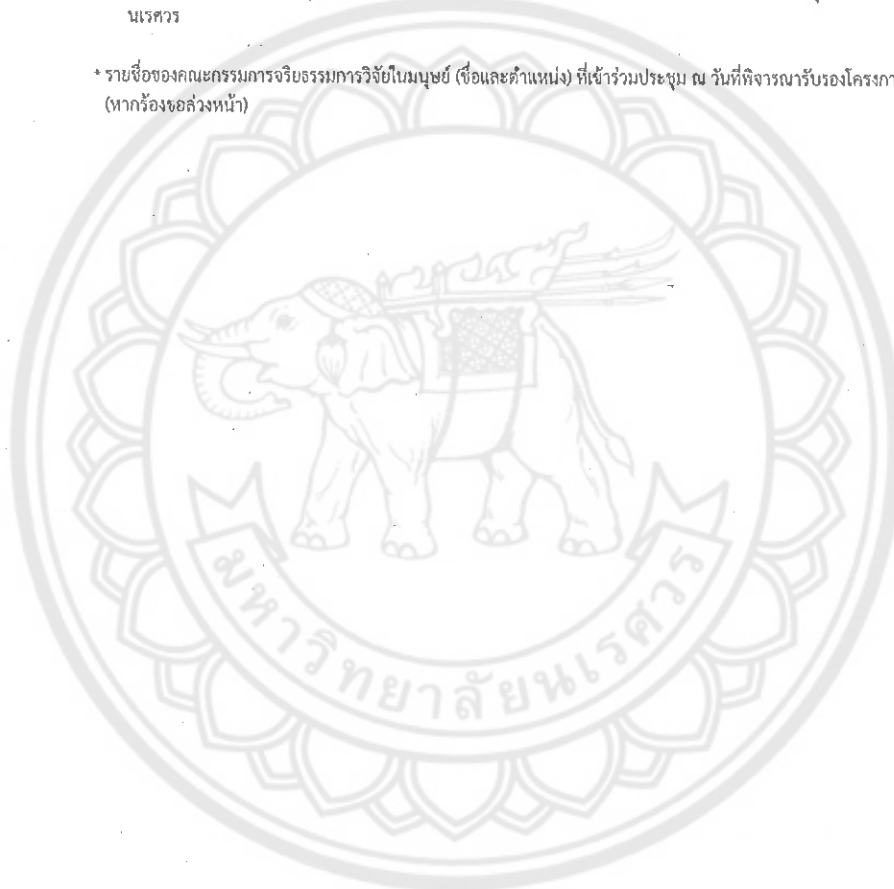 นเรศวร
* รายชื่อของคณะกรรมการจริยธรรมการวิจัยในมนุษย์ (ชื่อและตำแหน่ง) ที่เข้าร่วมประชุม ณ วันที่พิจารณารับรองโครงกา
(หากร้องขอล่วงหน้า)
มหาวิทยาลัยนเรศวร